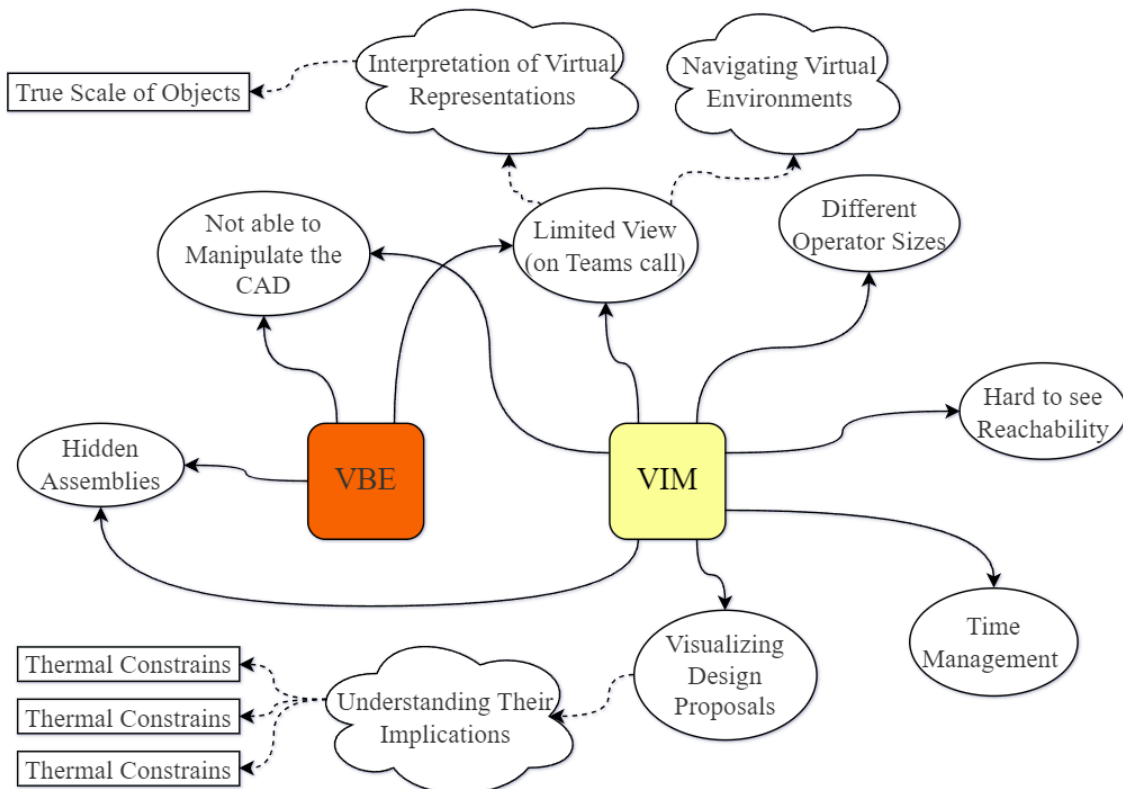 Interpretation of Virtual
Representations
Navigating Virtual
Environments
True Scale of Objects
Not able to
Manipulate the
CAD
Limited View
(on Teams call)
Different
Operator Sizes
Hard to see
Reachability
Hidden
Assemblies
VBE
VIM
Time
Management
Visualizing
Design
Proposals
Understanding Their
Implications
Thermal Constrains
Thermal Constrains
Thermal Constrains